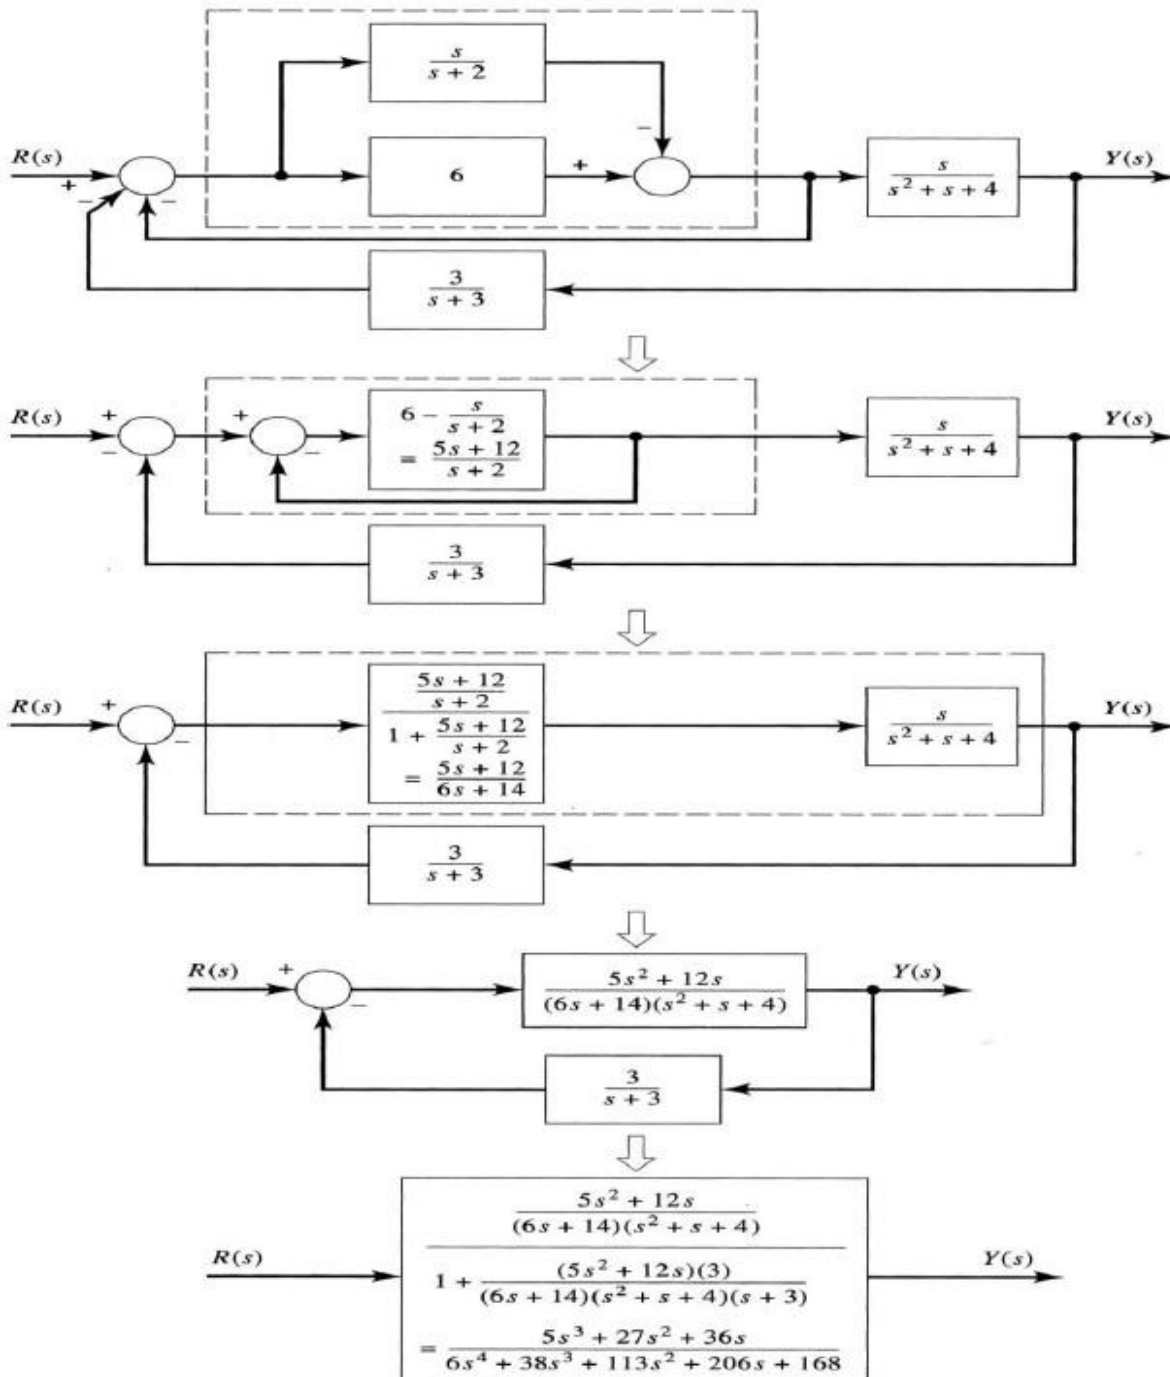 s
s + 2
−
R(s)
+
−
−
6
+
s
s² + s + 4
Y(s)
3
s + 3
R(s)
+
−
+
−
6 − s
s + 2
= 5s + 12
s + 2
s
s² + s + 4
Y(s)
3
s + 3
R(s)
+
−
5s + 12
s + 2
1 + 5s + 12
s + 2
= 5s + 12
6s + 14
s
s² + s + 4
Y(s)
3
s + 3
R(s)
+
−
5s² + 12s
(6s + 14)(s² + s + 4)
Y(s)
3
s + 3
5s² + 12s
(6s + 14)(s² + s + 4)
R(s)
1 + (5s² + 12s)(3)
(6s + 14)(s² + s + 4)(s + 3)
Y(s)
= 5s³ + 27s² + 36s
6s⁴ + 38s³ + 113s² + 206s + 168